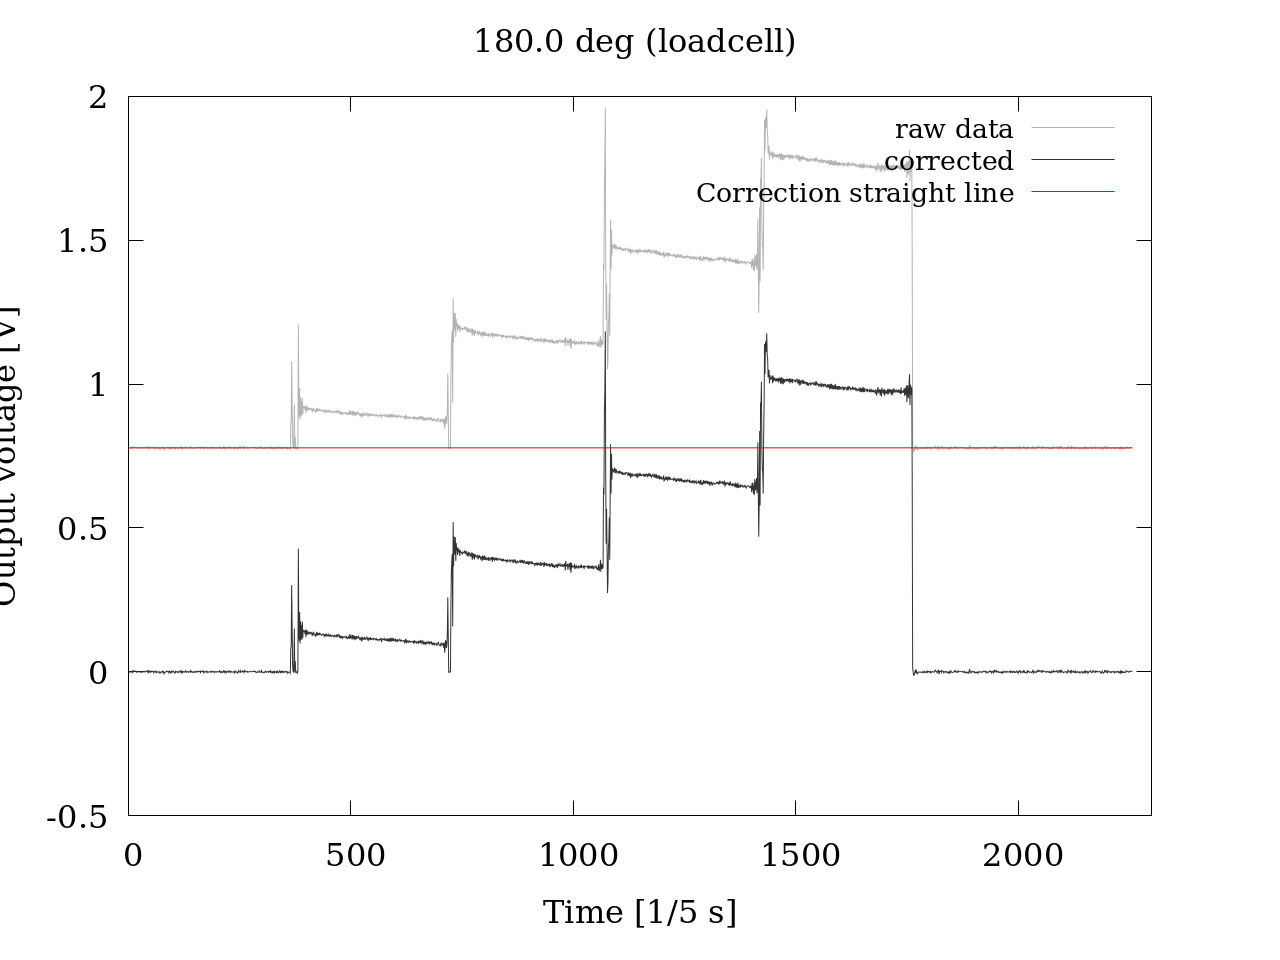 180.0 deg (loadcell)
2
1.5
1
0.5
0
-0.5
Output voltage [V]
raw data
corrected
Correction straight line
0 500 1000 1500 2000
Time [1/5 s]